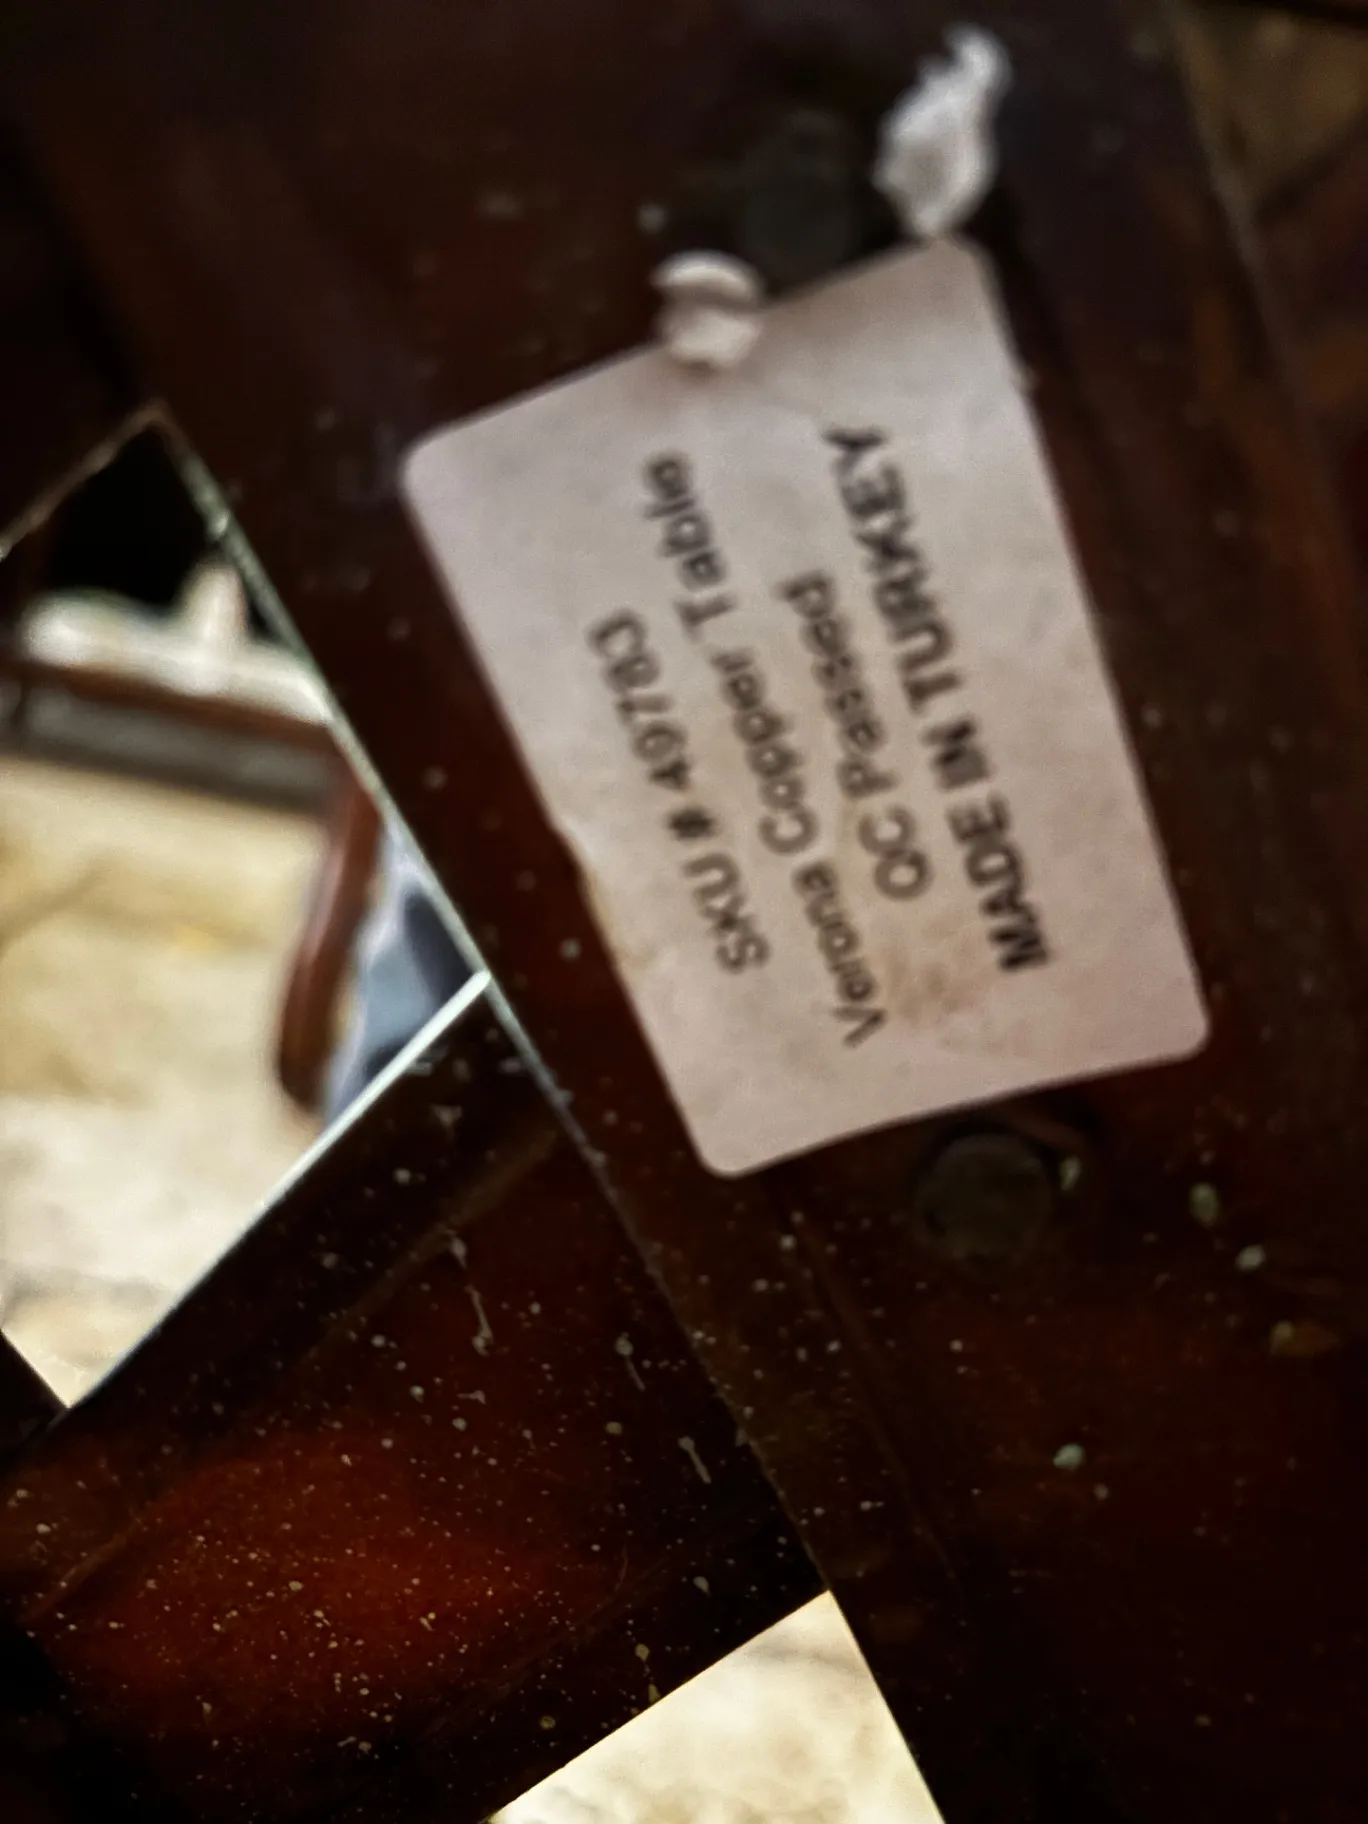 SKU # 49783
Verona Copper Table
QC Passed
MADE IN TURKEY